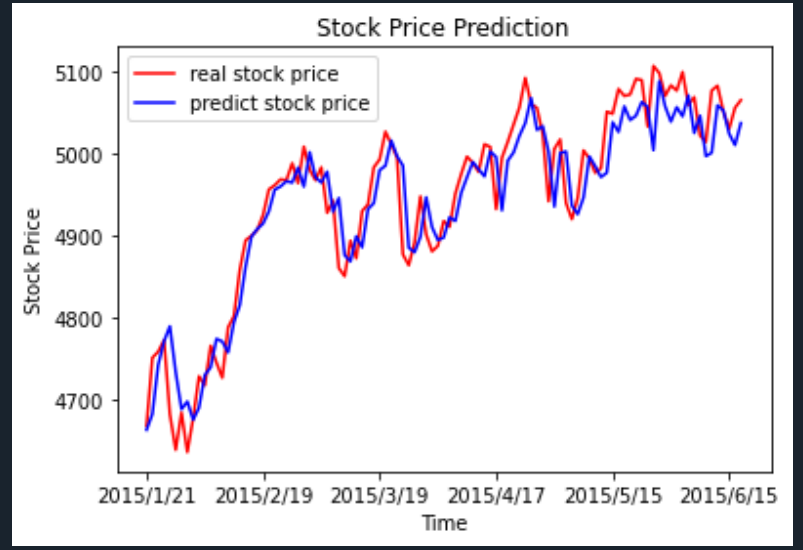 Stock Price Prediction
real stock price
predict stock price
5100
5000
4900
4800
4700
Stock Price
2015/1/21 2015/2/19 2015/3/19 2015/4/17 2015/5/15 2015/6/15
Time